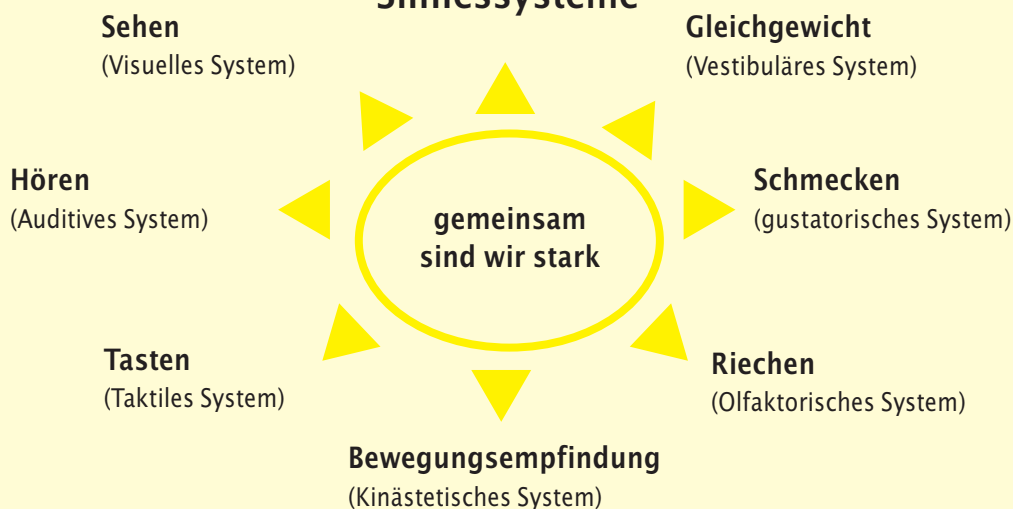 Sinnessysteme
Sehen
(Visuelles System)
Gleichgewicht
(Vestibuläres System)
Hören
(Auditives System)
gemeinsam
sind wir stark
Schmecken
(gustatorisches System)
Tasten
(Taktiles System)
Riechen
(Olfaktorisches System)
Bewegungsempfindung
(Kinästetisches System)